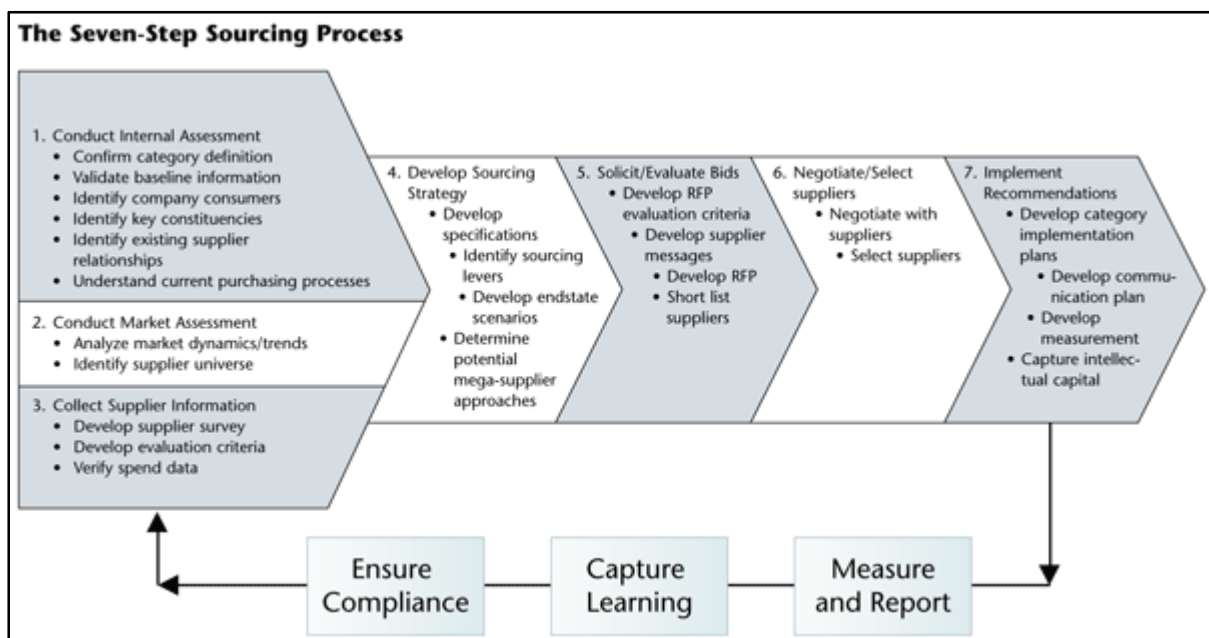 The Seven-Step Sourcing Process
1. Conduct Internal Assessment
• Confirm category definition
• Validate baseline information
• Identify company consumers
• Identify key constituencies
• Identify existing supplier
relationships
• Understand current purchasing processes
2. Conduct Market Assessment
• Analyze market dynamics/trends
• Identify supplier universe
3. Collect Supplier Information
• Develop supplier survey
• Develop evaluation criteria
• Verify spend data
4. Develop Sourcing
Strategy
• Develop
specifications
• Identify sourcing
levers
• Develop endstate
scenarios
• Determine
potential
mega-supplier
approaches
5. Solicit/Evaluate Bids
• Develop RFP
evaluation criteria
• Develop supplier
messages
• Develop RFP
• Short list
suppliers
6. Negotiate/Select
suppliers
• Negotiate with
suppliers
• Select suppliers
7. Implement
Recommendations
• Develop category
implementation
plans
• Develop commu-
nication plan
• Develop
measurement
• Capture intellec-
tual capital
Ensure
Compliance
Capture
Learning
Measure
and Report